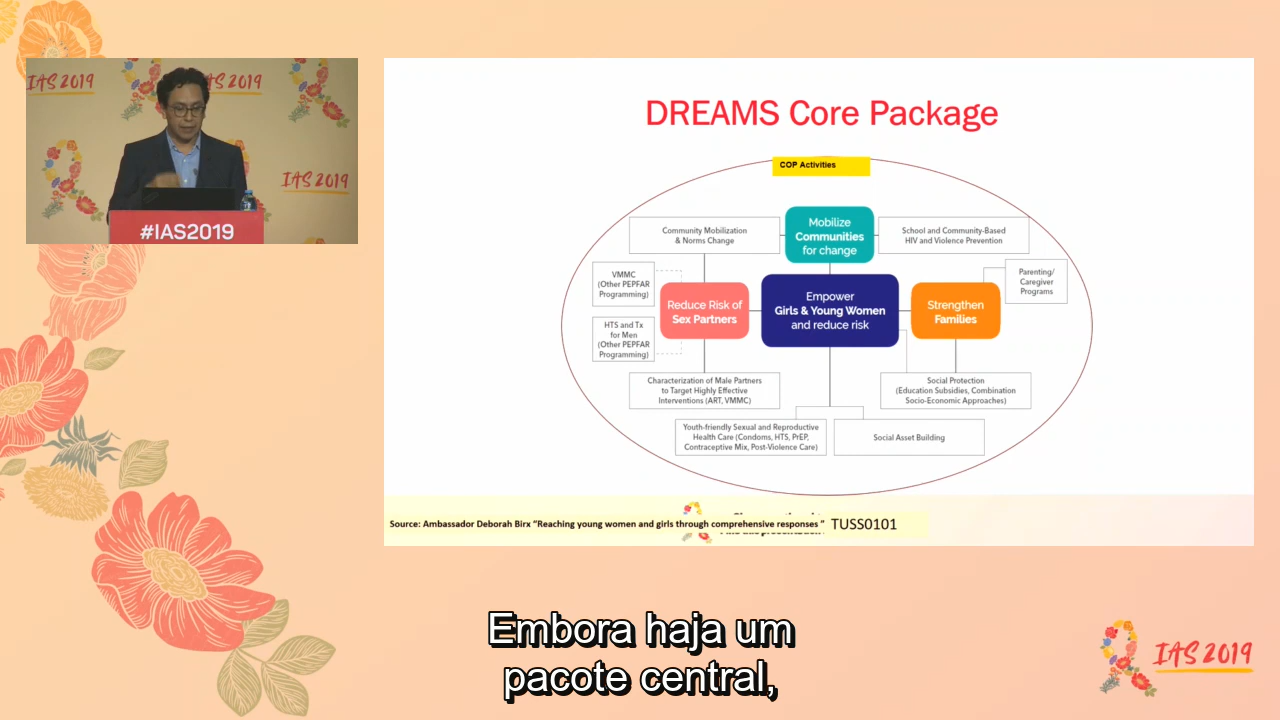 IAS 2019
AS 2019
IAS 2019
#IAS2019
DREAMS Core Package
COP Activities
Mobilize
Communities
for change
Community Mobilization
& Norms Change
School and Community-Based
HIV and Violence Prevention
VMMC
(Other PEPFAR
Programming)
Parenting/
Caregiver
Programs
Reduce Risk of
Sex Partners
Empower
Girls & Young Women
and reduce risk
Strengthen
Families
HTS and Tx
for Men
(Other PEPFAR
Programming)
Characterization of Male Partners
to Target Highly Effective
Interventions (ART, VMMC)
Social Protection
(Education Subsidies, Combination
Socio-Economic Approaches)
Youth-friendly Sexual and Reproductive
Health Care (Condoms, HTS, PrEP,
Contraceptive Mix, Post-Violence Care)
Social Asset Building
Source: Ambassador Deborah Birx "Reaching young women and girls through comprehensive responses " TUSS0101
Embora haja um
pacote central,
IAS 2019